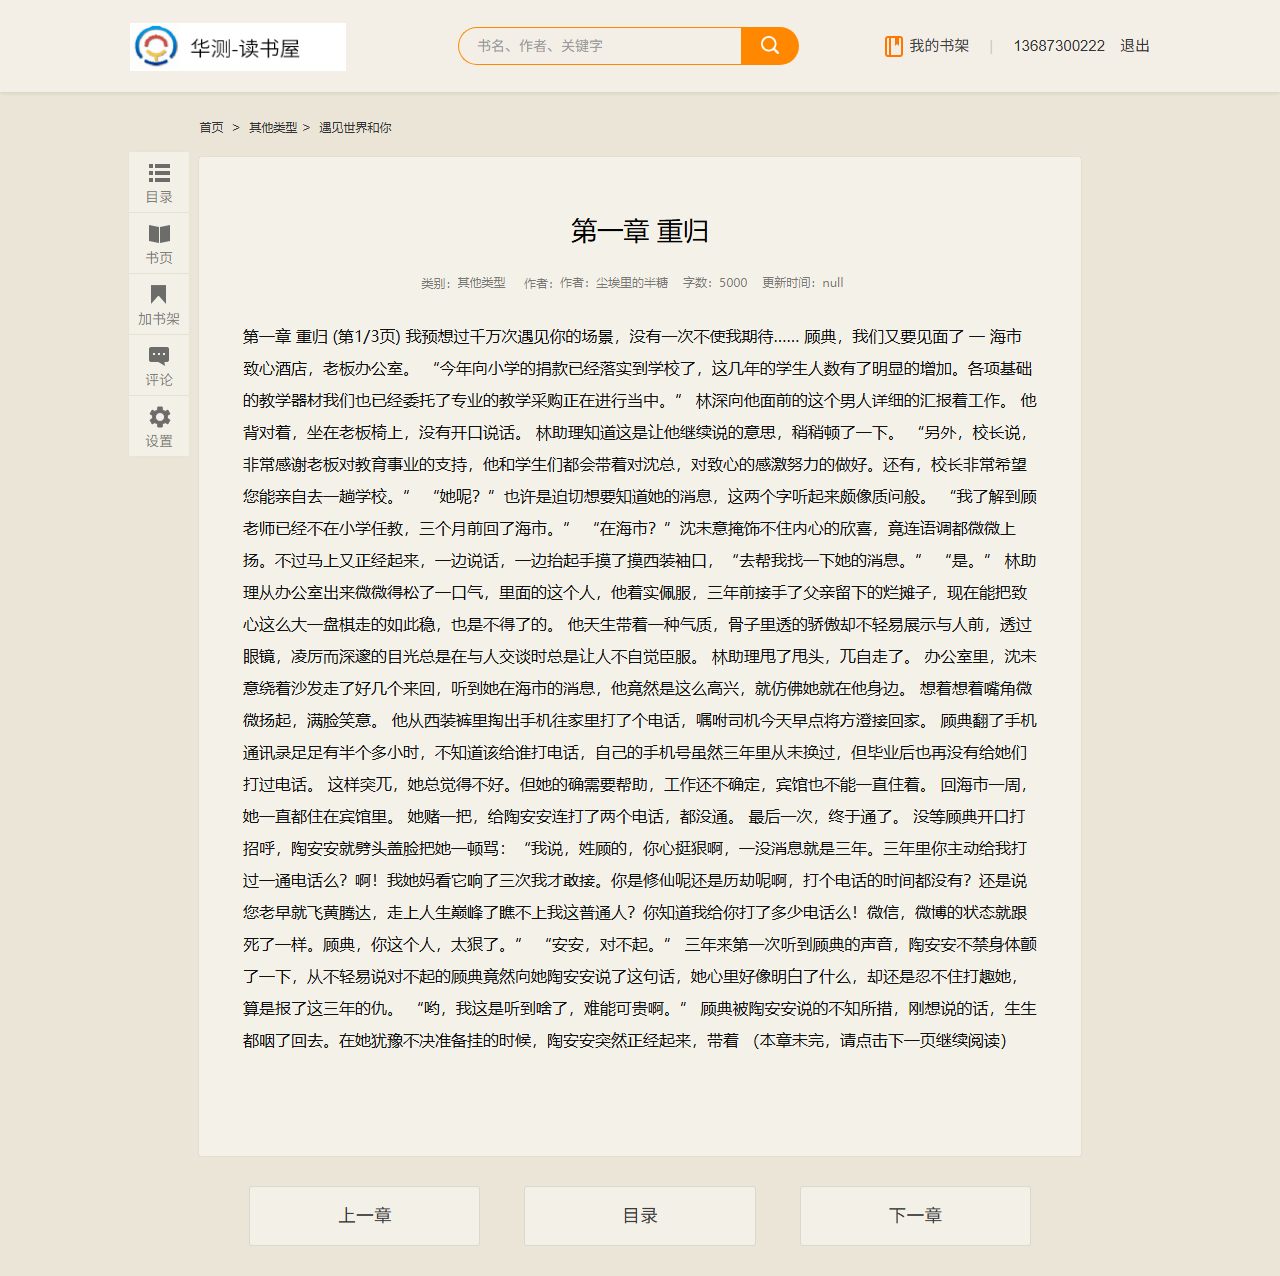 华测-读书屋
书名、作者、关键字
我的书架 | 13687300222 退出
首页 > 其他类型 > 遇见世界和你
目录
书页
加书架
评论
设置
第一章 重归
类别：其他类型 作者：作者：尘埃里的半糖 字数：5000 更新时间：null
第一章 重归 (第1/3页) 我预想过千万次遇见你的场景，没有一次不使我期待…… 顾典，我们又要见面了 一 海市
致心酒店，老板办公室。 “今年向小学的捐款已经落实到学校了，这几年的学生人数有了明显的增加。各项基础
的教学器材我们也已经委托了专业的教学采购正在进行当中。” 林深向他面前的这个男人详细的汇报着工作。 他
背对着，坐在老板椅上，没有开口说话。 林助理知道这是让他继续说的意思，稍稍顿了一下。 “另外，校长说，
非常感谢老板对教育事业的支持，他和学生们都会带着对沈总，对致心的感激努力的做好。还有，校长非常希望
您能亲自去一趟学校。” “她呢？”也许是迫切想要知道她的消息，这两个字听起来颇像质问般。 “我了解到顾
老师已经不在小学任教，三个月前回了海市。” “在海市？”沈未意掩饰不住内心的欣喜，竟连语调都微微上
扬。不过马上又正经起来，一边说话，一边抬起手摸了摸西装袖口，“去帮我找一下她的消息。” “是。” 林助
理从办公室出来微微得松了一口气，里面的这个人，他着实佩服，三年前接手了父亲留下的烂摊子，现在能把致
心这么大一盘棋走的如此稳，也是不得了的。 他天生带着一种气质，骨子里透的骄傲却不轻易展示与人前，透过
眼镜，凌厉而深邃的目光总是在与人交谈时总是让人不自觉臣服。 林助理甩了甩头，兀自走了。 办公室里，沈未
意绕着沙发走了好几个来回，听到她在海市的消息，他竟然是这么高兴，就仿佛她就在他身边。 想着想着嘴角微
微扬起，满脸笑意。 他从西装裤里掏出手机往家里打了个电话，嘱咐司机今天早点将方澄接回家。 顾典翻了手机
通讯录足足有半个多小时，不知道该给谁打电话，自己的手机号虽然三年里从未换过，但毕业后也再没有给她们
打过电话。 这样突兀，她总觉得不好。但她的确需要帮助，工作还不确定，宾馆也不能一直住着。 回海市一周，
她一直都住在宾馆里。 她赌一把，给陶安安连打了两个电话，都没通。 最后一次，终于通了。 没等顾典开口打
招呼，陶安安就劈头盖脸把她一顿骂：“我说，姓顾的，你心挺狠啊，一没消息就是三年。三年里你主动给我打
过一通电话么？啊！我她妈看它响了三次我才敢接。你是修仙呢还是历劫呢啊，打个电话的时间都没有？还是说
您老早就飞黄腾达，走上人生巅峰了瞧不上我这普通人？你知道我给你打了多少电话么！微信，微博的状态就跟
死了一样。顾典，你这个人，太狠了。” “安安，对不起。” 三年来第一次听到顾典的声音，陶安安不禁身体颤
了一下，从不轻易说对不起的顾典竟然向她陶安安说了这句话，她心里好像明白了什么，却还是忍不住打趣她，
算是报了这三年的仇。 “哟，我这是听到啥了，难能可贵啊。” 顾典被陶安安说的不知所措，刚想说的话，生生
都咽了回去。在她犹豫不决准备挂的时候，陶安安突然正经起来，带着 （本章未完，请点击下一页继续阅读）
上一章 目录 下一章